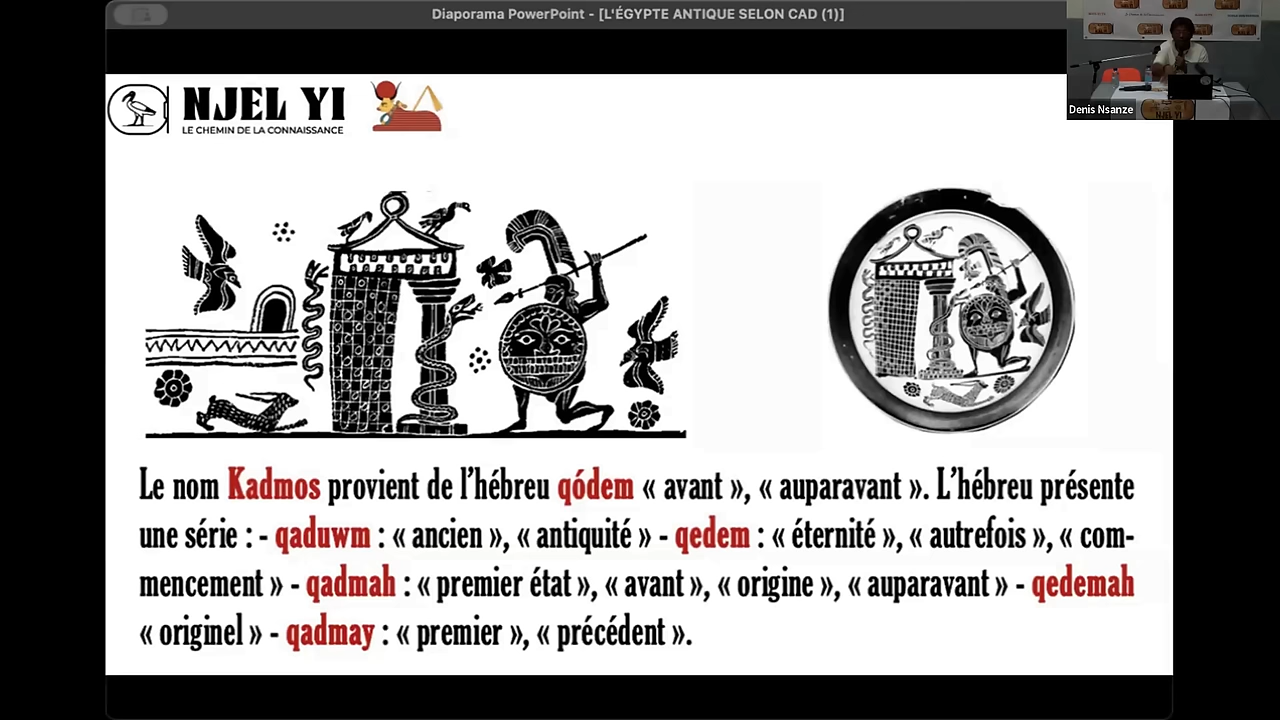 Diaporama PowerPoint - [L'ÉGYPTE ANTIQUE SELON CAD (1)]
NJEL YI
LE CHEMIN DE LA CONNAISSANCE
Denis Nsanze
NJEL YI
Le nom Kadmos provient de l'hébreu qódem « avant », « auparavant ». L'hébreu présente
une série : - qaduwm : « ancien », « antiquité » - qedem : « éternité », « autrefois », « com-
mencement » - qadmah : « premier état », « avant », « origine », « auparavant » - qedemah
« originel » - qadmay : « premier », « précédent ».